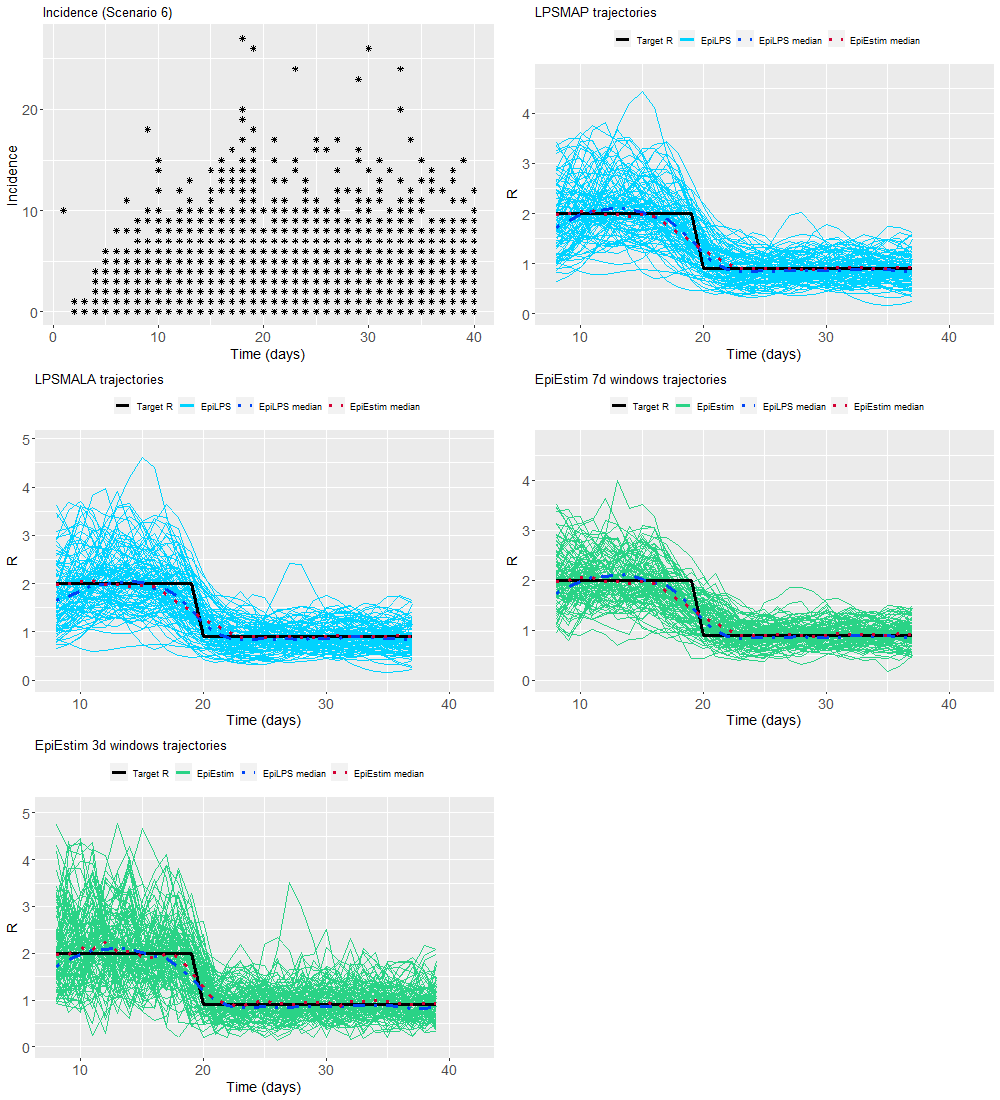 Incidence (Scenario 6)
Incidence
20
10
0
0 10 20 30 40
Time (days)
LPSMAP trajectories
Target R EpiLPS EpiLPS median EpiEstim median
R
4
3
2
1
0
10 20 30 40
Time (days)
LPSMALA trajectories
Target R EpiLPS EpiLPS median EpiEstim median
R
5
4
3
2
1
0
10 20 30 40
Time (days)
EpiEstim 7d windows trajectories
Target R EpiEstim EpiLPS median EpiEstim median
R
4
3
2
1
0
10 20 30 40
Time (days)
EpiEstim 3d windows trajectories
Target R EpiEstim EpiLPS median EpiEstim median
R
5
4
3
2
1
0
10 20 30 40
Time (days)